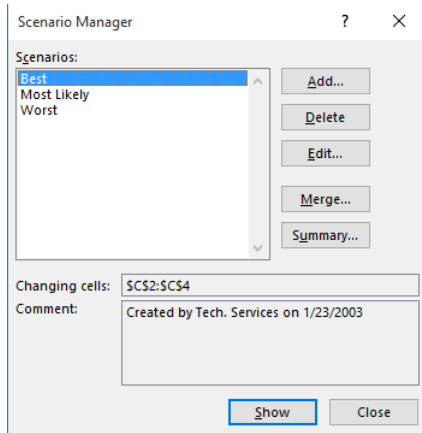 Scenario Manager ? ×
Scenarios:
Best
Most Likely
Worst
Add...
Delete
Edit...
Merge...
Summary...
Changing cells: $C$2:$C$4
Comment: Created by Tech. Services on 1/23/2003
Show Close